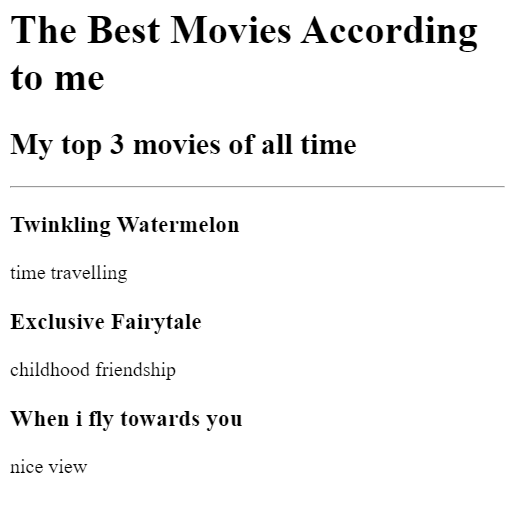 The Best Movies According
to me
My top 3 movies of all time
Twinkling Watermelon
time travelling
Exclusive Fairytale
childhood friendship
When i fly towards you
nice view